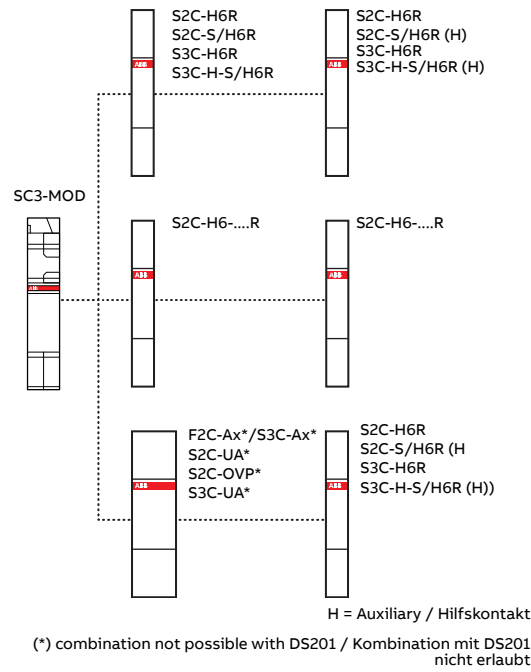 S2C-H6R
S2C-S/H6R
S3C-H6R
S3C-H-S/H6R
ABB
S2C-H6R
S2C-S/H6R (H)
S3C-H6R
S3C-H-S/H6R (H)
ABB
SC3-MOD
ABB
S2C-H6-....R
ABB
S2C-H6-....R
ABB
F2C-Ax*/S3C-Ax*
S2C-UA*
S2C-OVP*
S3C-UA*
ABB
S2C-H6R
S2C-S/H6R (H
S3C-H6R
S3C-H-S/H6R (H))
ABB
H = Auxiliary / Hilfskontakt
(*) combination not possible with DS201 / Kombination mit DS201
nicht erlaubt